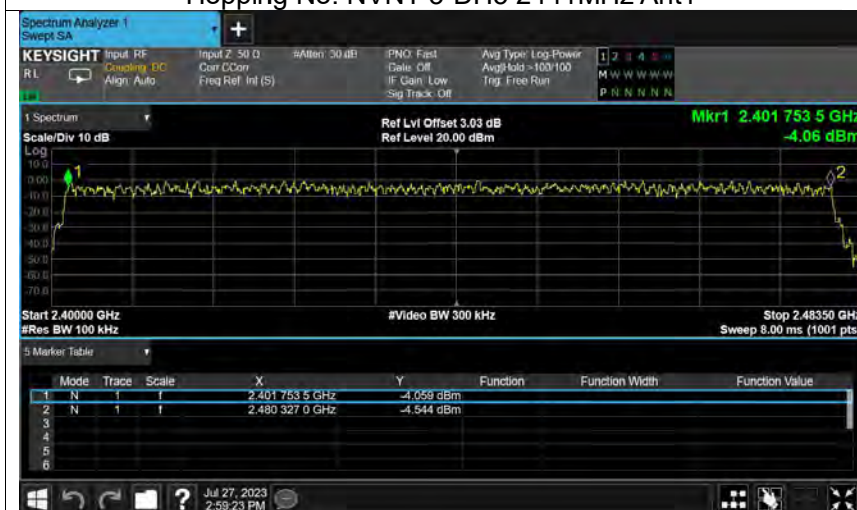 Hopping No. NVNT 3-DH5 2441MHz Ant1
Spectrum Analyzer 1
Swept SA
+
KEYSIGHT Input: RF Input Z: 50 Ω #Atten: 30 dB PNO: Fast Avg Type: Log-Power 1 2 3 4 5 6
RL Coupling: DC Corr CCorr Gate: Off Avg|Hold >100/100 M W W W W W
Align: Auto Freq Ref: Int (S) IF Gain: Low Trig: Free Run
Sig Track: Off P N N N N N
1 Spectrum Ref Lvl Offset 3.03 dB Mkr1 2.401 753 5 GHz
Scale/Div 10 dB Ref Level 20.00 dBm -4.06 dBm
Log
10.0
0.00
-10.0
-20.0
-30.0
-40.0
-50.0
-60.0
-70.0
1
2
Start 2.40000 GHz #Video BW 300 kHz Stop 2.48350 GHz
#Res BW 100 kHz Sweep 8.00 ms (1001 pts
5 Marker Table
Mode Trace Scale X Y Function Function Width Function Value
1 N 1 f 2.401 753 5 GHz -4.059 dBm
2 N 1 f 2.480 327 0 GHz -4.544 dBm
3
4
5
6
? Jul 27, 2023
2:59:23 PM